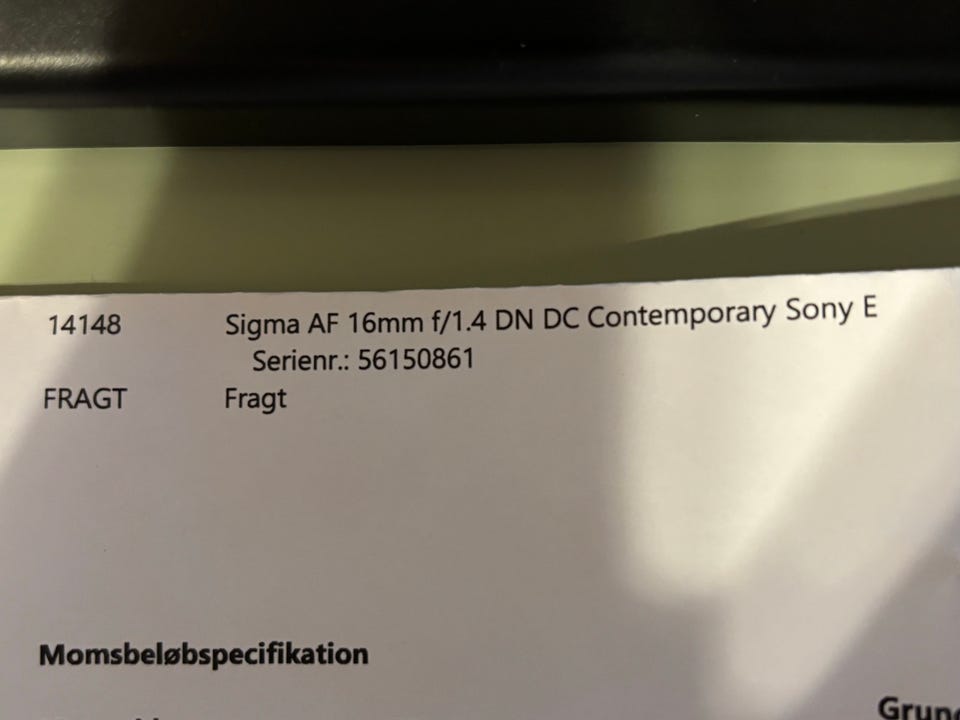 14148 Sigma AF 16mm f/1.4 DN DC Contemporary Sony E
Serienr.: 56150861
FRAGT Fragt
Momsbeløbspecifikation